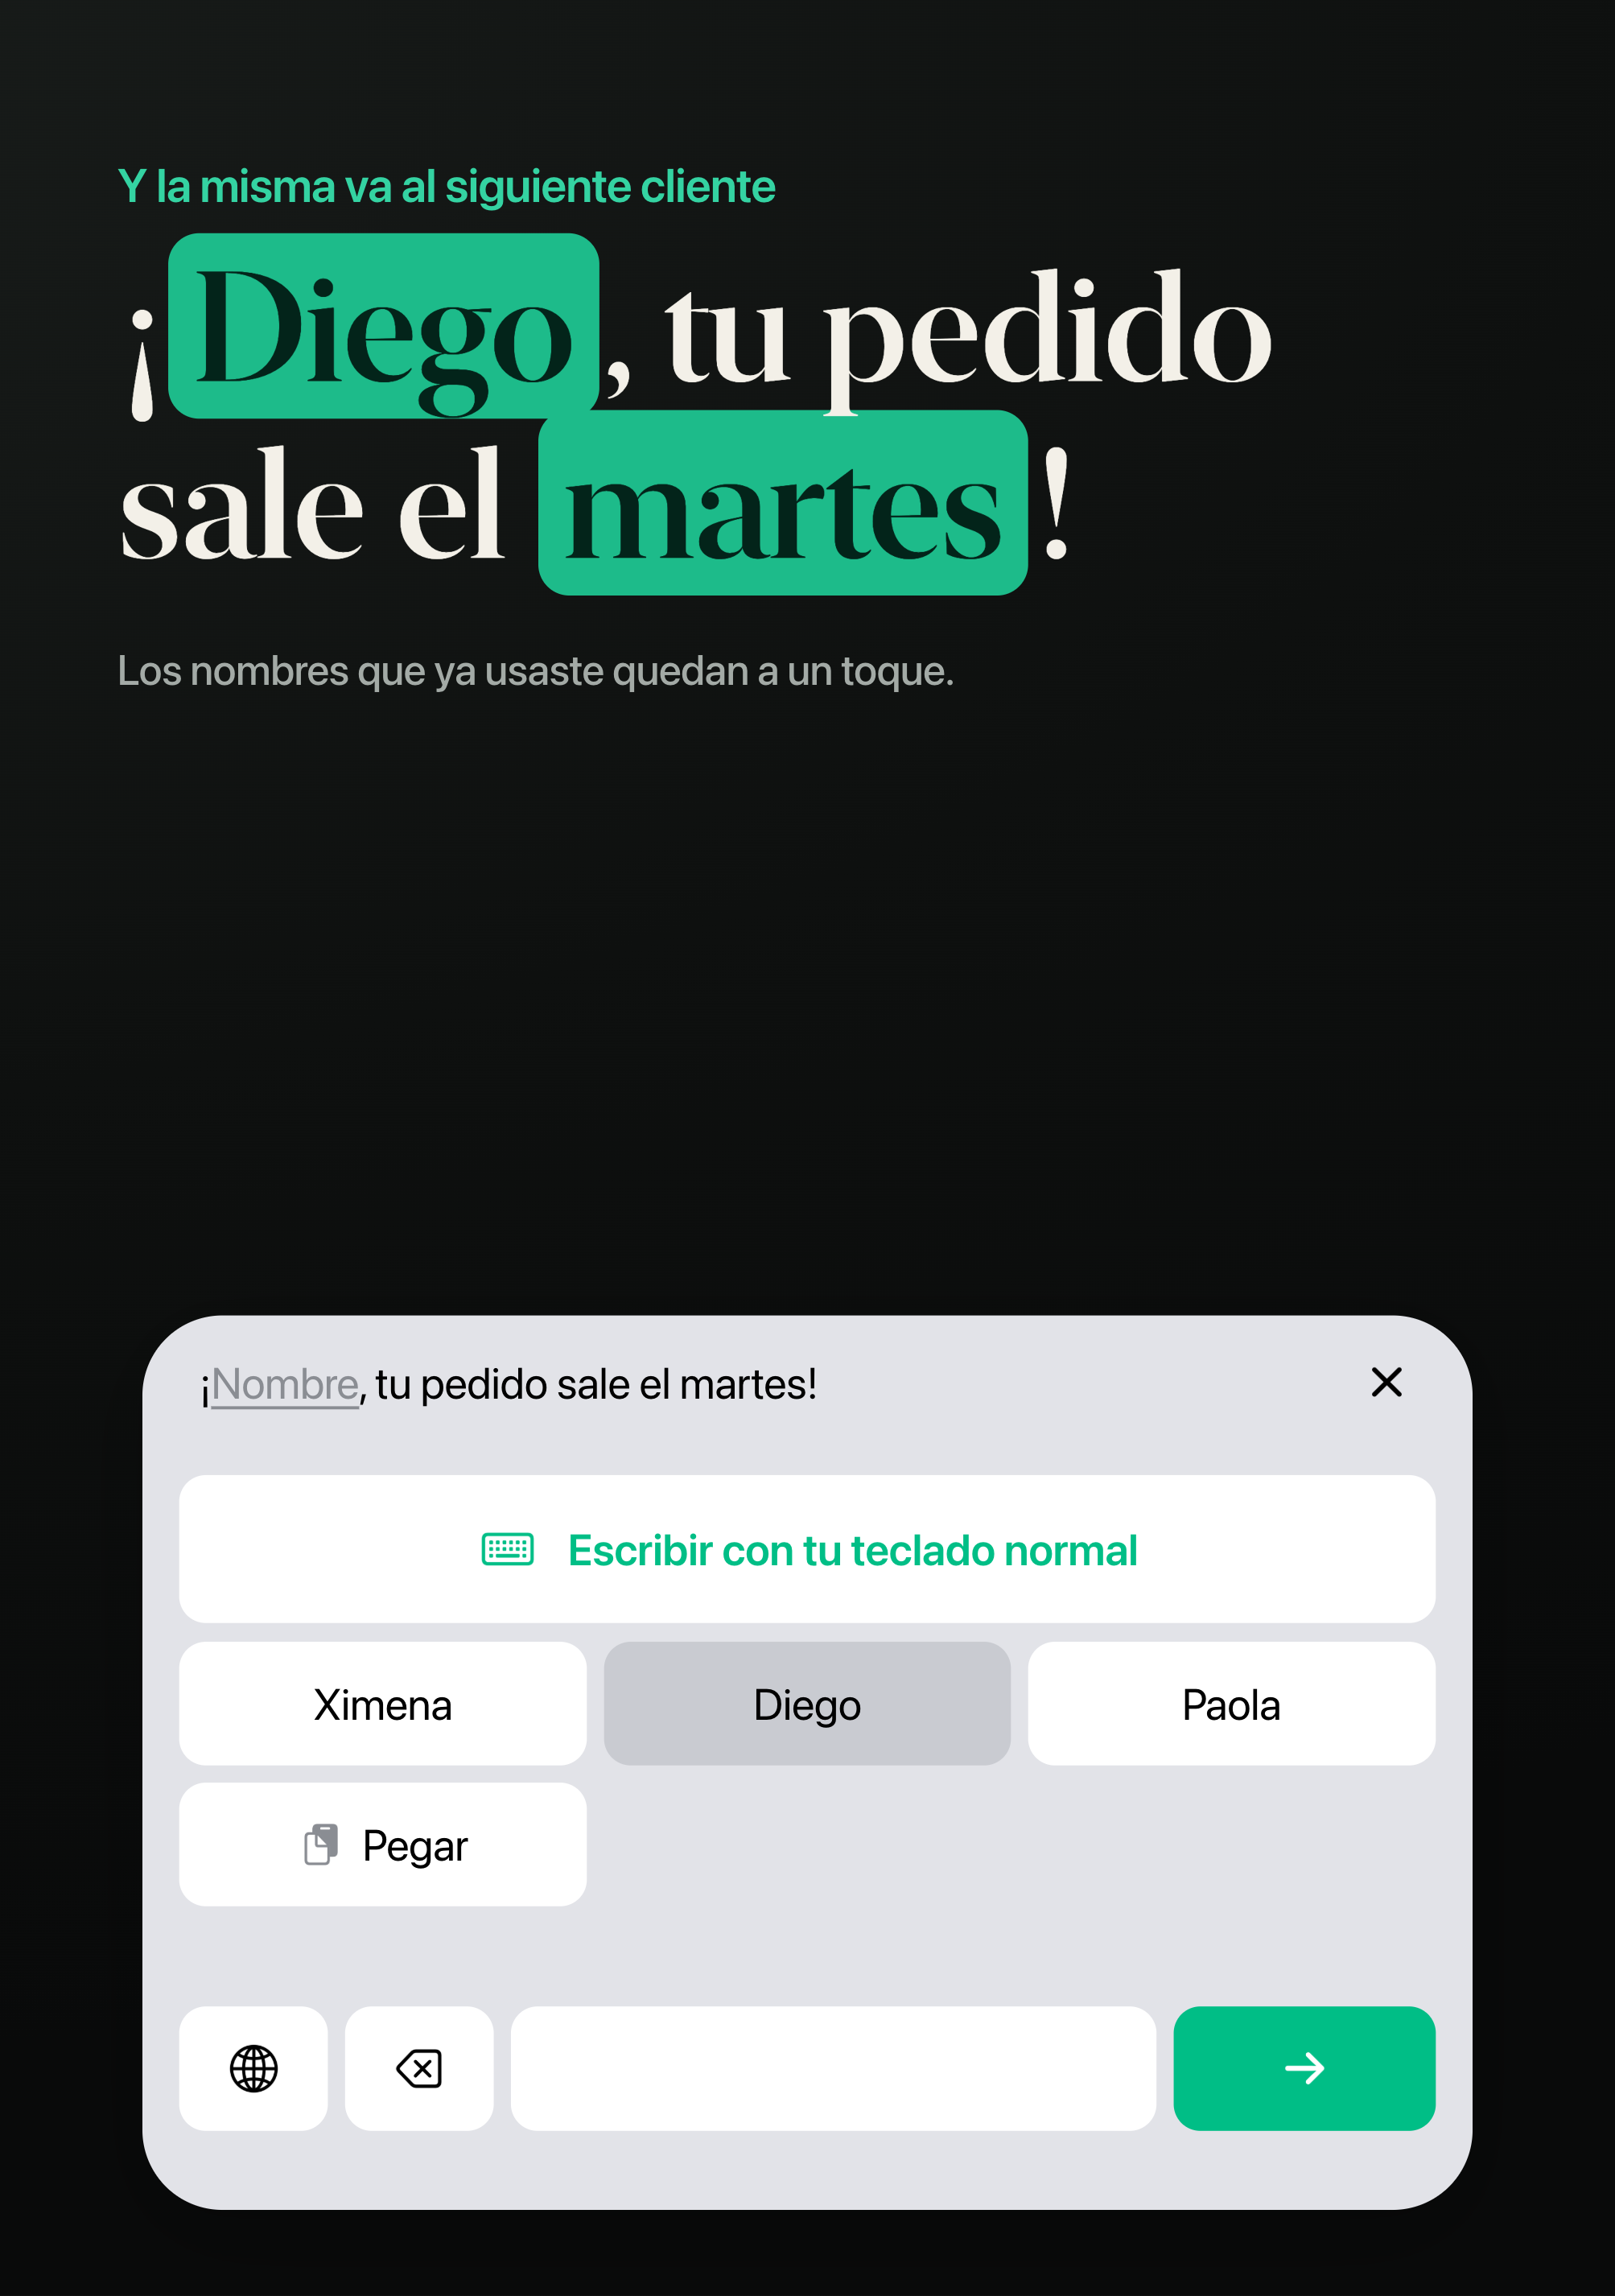 Y la misma va al siguiente cliente
¡Diego, tu pedido
sale el martes!
Los nombres que ya usaste quedan a un toque.
¡Nombre, tu pedido sale el martes!
Escribir con tu teclado normal
Ximena
Diego
Paola
Pegar